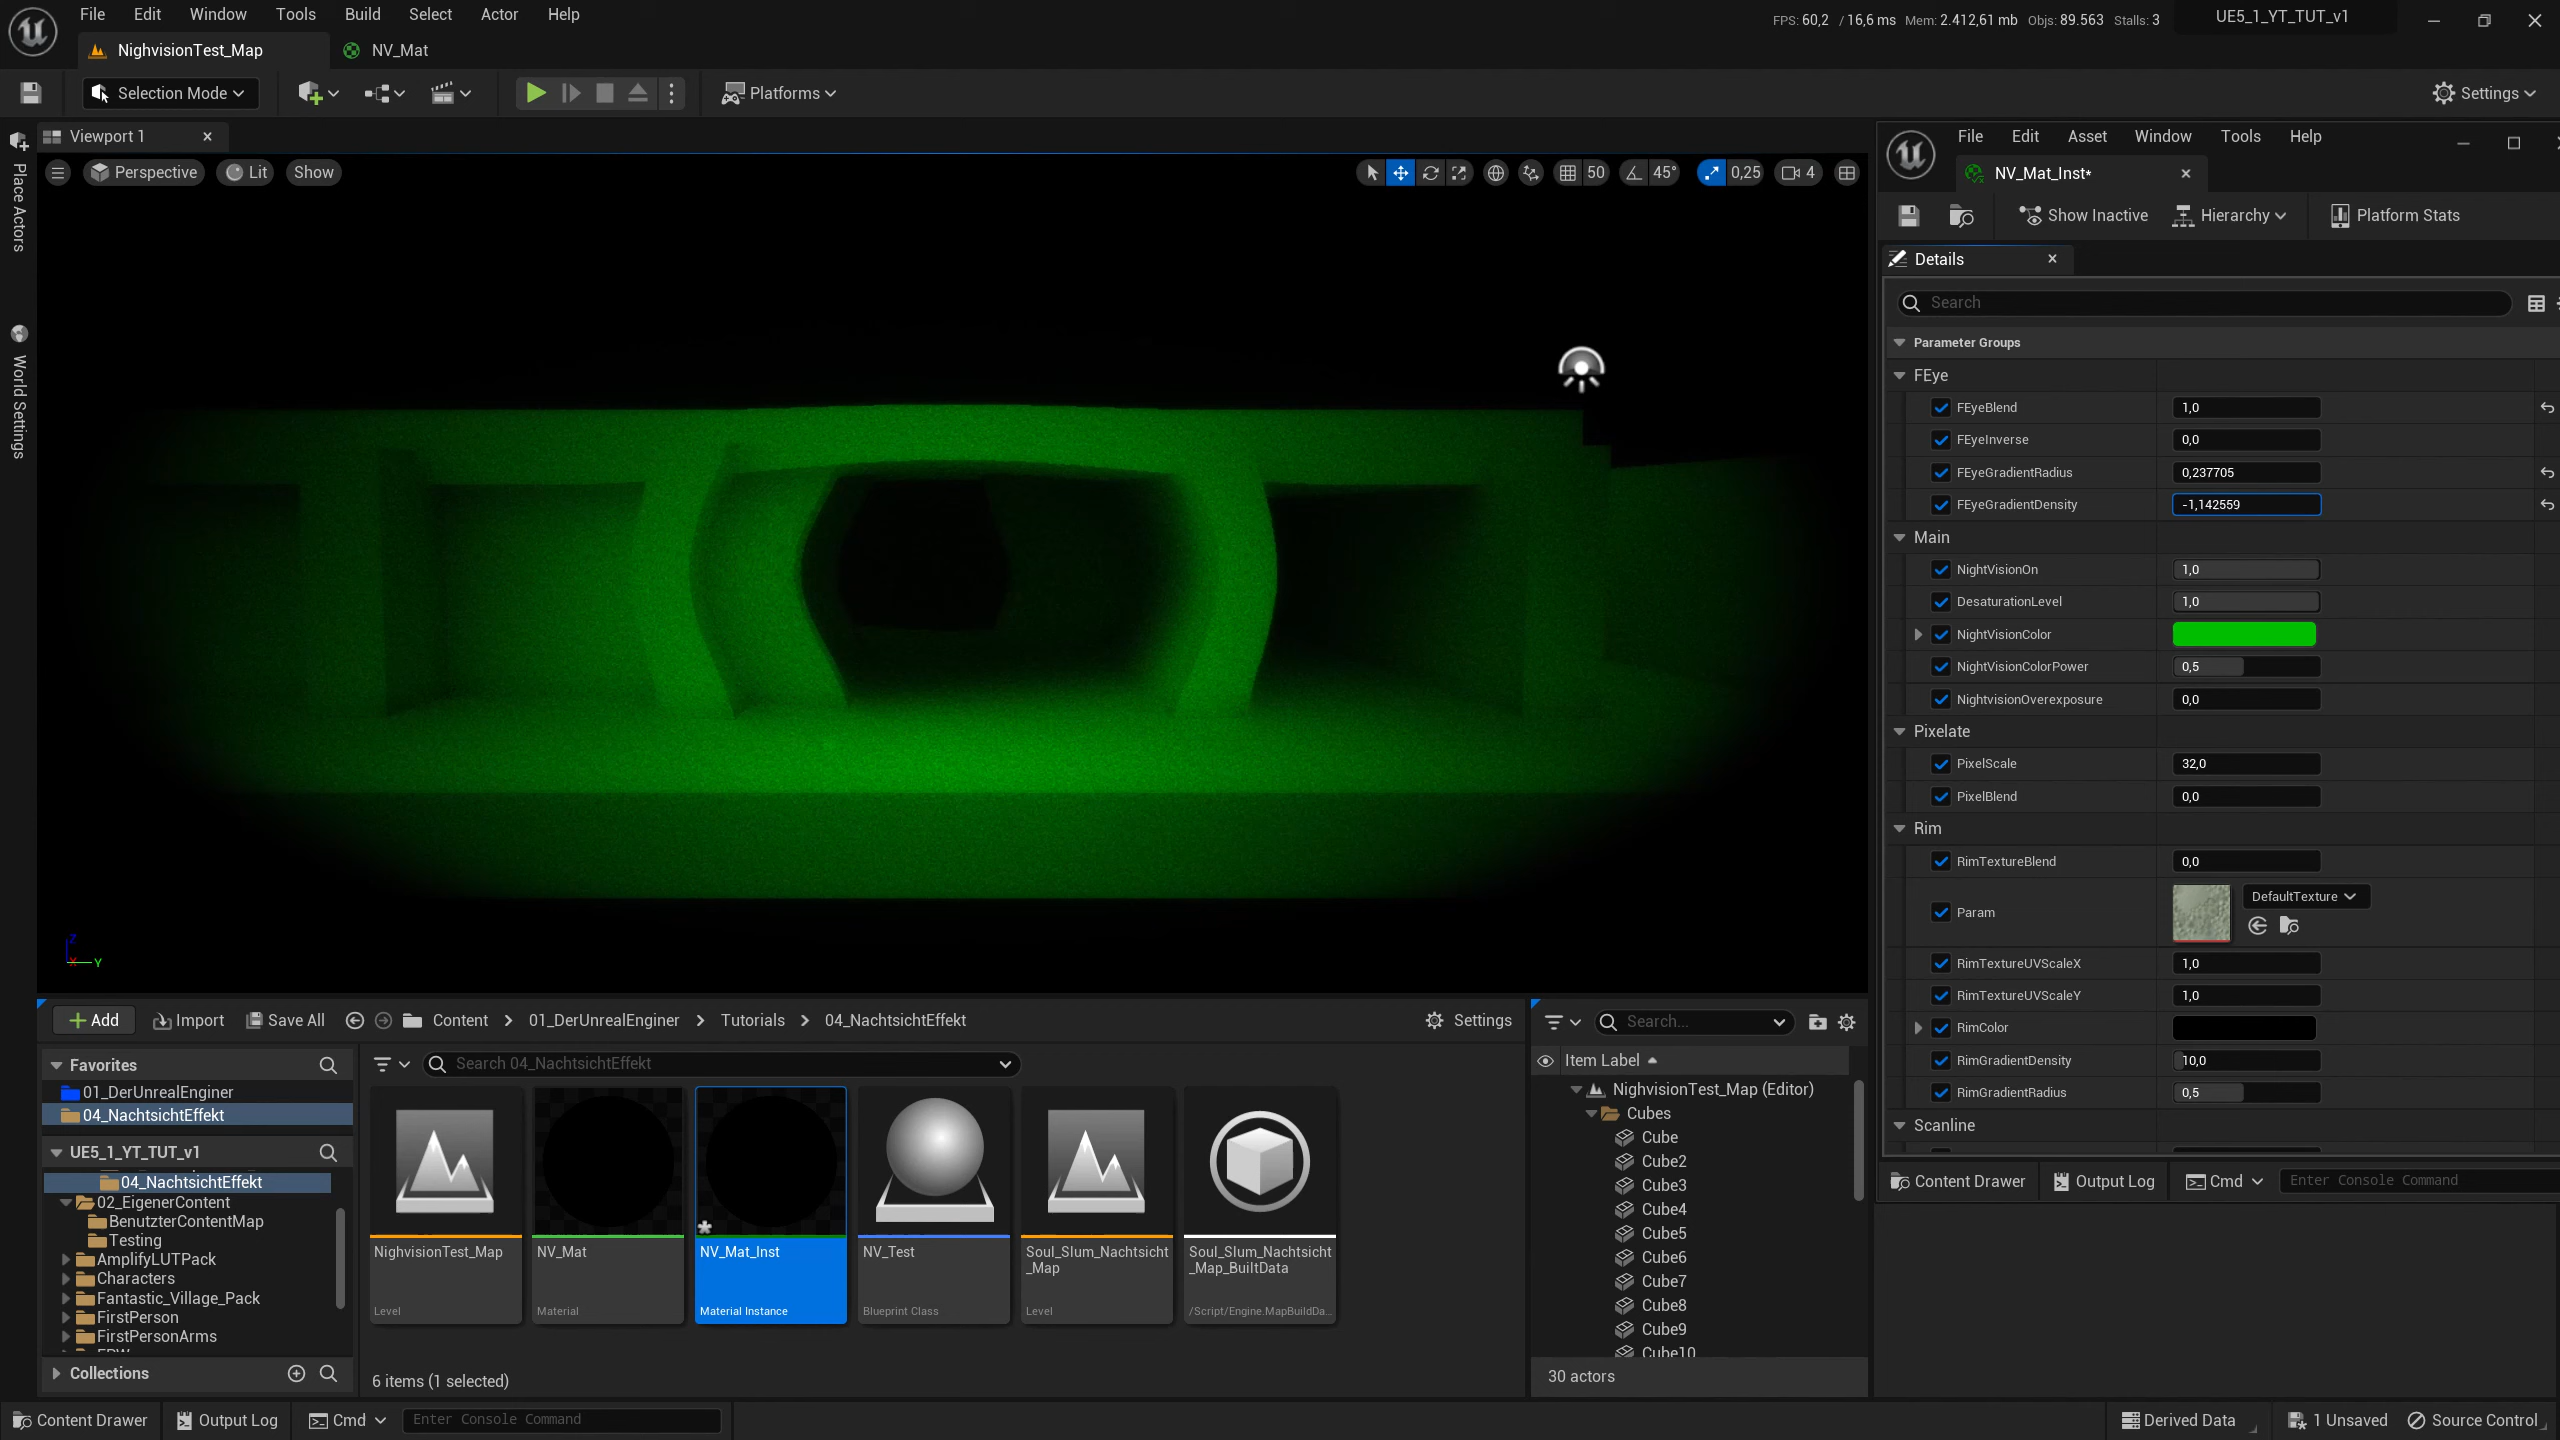 File Edit Window Tools Build Select Actor Help
FPS: 60,2 / 16,6 ms Mem: 2.412,61 mb Objs: 89.563 Stalls: 3
UE5_1_YT_TUT_v1
NighvisionTest_Map
NV_Mat
Selection Mode
Platforms
Settings
Place Actors
World Settings
Viewport 1
Perspective
Lit
Show
50
45°
0,25
4
Z
X
Y
File Edit Asset Window Tools Help
NV_Mat_Inst*
Show Inactive
Hierarchy
Platform Stats
Details
Search
Parameter Groups
FEye
FEyeBlend 1,0
FEyeInverse 0,0
FEyeGradientRadius 0,237705
FEyeGradientDensity -1,142559
Main
NightVisionOn 1,0
DesaturationLevel 1,0
NightVisionColor
NightVisionColorPower 0,5
NightvisionOverexposure 0,0
Pixelate
PixelScale 32,0
PixelBlend 0,0
Rim
RimTextureBlend 0,0
Param DefaultTexture
RimTextureUVScaleX 1,0
RimTextureUVScaleY 1,0
RimColor
RimGradientDensity 10,0
RimGradientRadius 0,5
Scanline
Content Drawer
Output Log
Cmd
Enter Console Command
Add
Import
Save All
Content > 01_DerUnrealEnginer > Tutorials > 04_NachtsichtEffekt
Settings
Favorites
01_DerUnrealEnginer
04_NachtsichtEffekt
UE5_1_YT_TUT_v1
04_NachtsichtEffekt
02_EigenerContent
BenutzterContentMap
Testing
AmplifyLUTPack
Characters
Fantastic_Village_Pack
FirstPerson
FirstPersonArms
Collections
Search 04_NachtsichtEffekt
NighvisionTest_Map
Level
NV_Mat
Material
NV_Mat_Inst
Material Instance
NV_Test
Blueprint Class
Soul_Slum_Nachtsicht
_Map
Level
Soul_Slum_Nachtsicht
_Map_BuiltData
/Script/Engine.MapBuildDa...
6 items (1 selected)
Search...
Item Label
NighvisionTest_Map (Editor)
Cubes
Cube
Cube2
Cube3
Cube4
Cube5
Cube6
Cube7
Cube8
Cube9
Cube10
30 actors
Content Drawer
Output Log
Cmd
Enter Console Command
Derived Data
1 Unsaved
Source Control